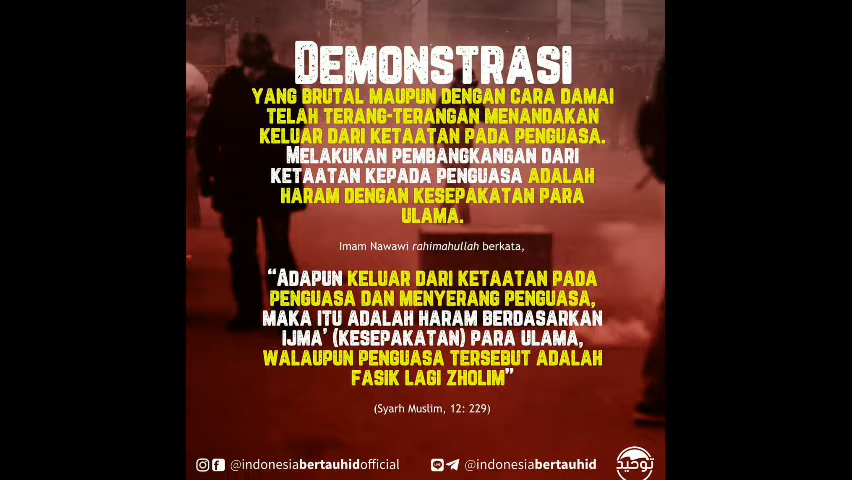 DEMONSTRASI
YANG BRUTAL MAUPUN DENGAN CARA DAMAI
TELAH TERANG-TERANGAN MENANDAKAN
KELUAR DARI KETAATAN PADA PENGUASA.
MELAKUKAN PEMBANGKANGAN DARI
KETAATAN KEPADA PENGUASA ADALAH
HARAM DENGAN KESEPAKATAN PARA
ULAMA.
Imam Nawawi rahimahullah berkata,
“ADAPUN KELUAR DARI KETAATAN PADA
PENGUASA DAN MENYERANG PENGUASA,
MAKA ITU ADALAH HARAM BERDASARKAN
IJMA’ (KESEPAKATAN) PARA ULAMA,
WALAUPUN PENGUASA TERSEBUT ADALAH
FASIK LAGI ZHOLIM”
(Syarh Muslim, 12: 229)
@indonesiabertauhidofficial @indonesiabertauhid
توحيد